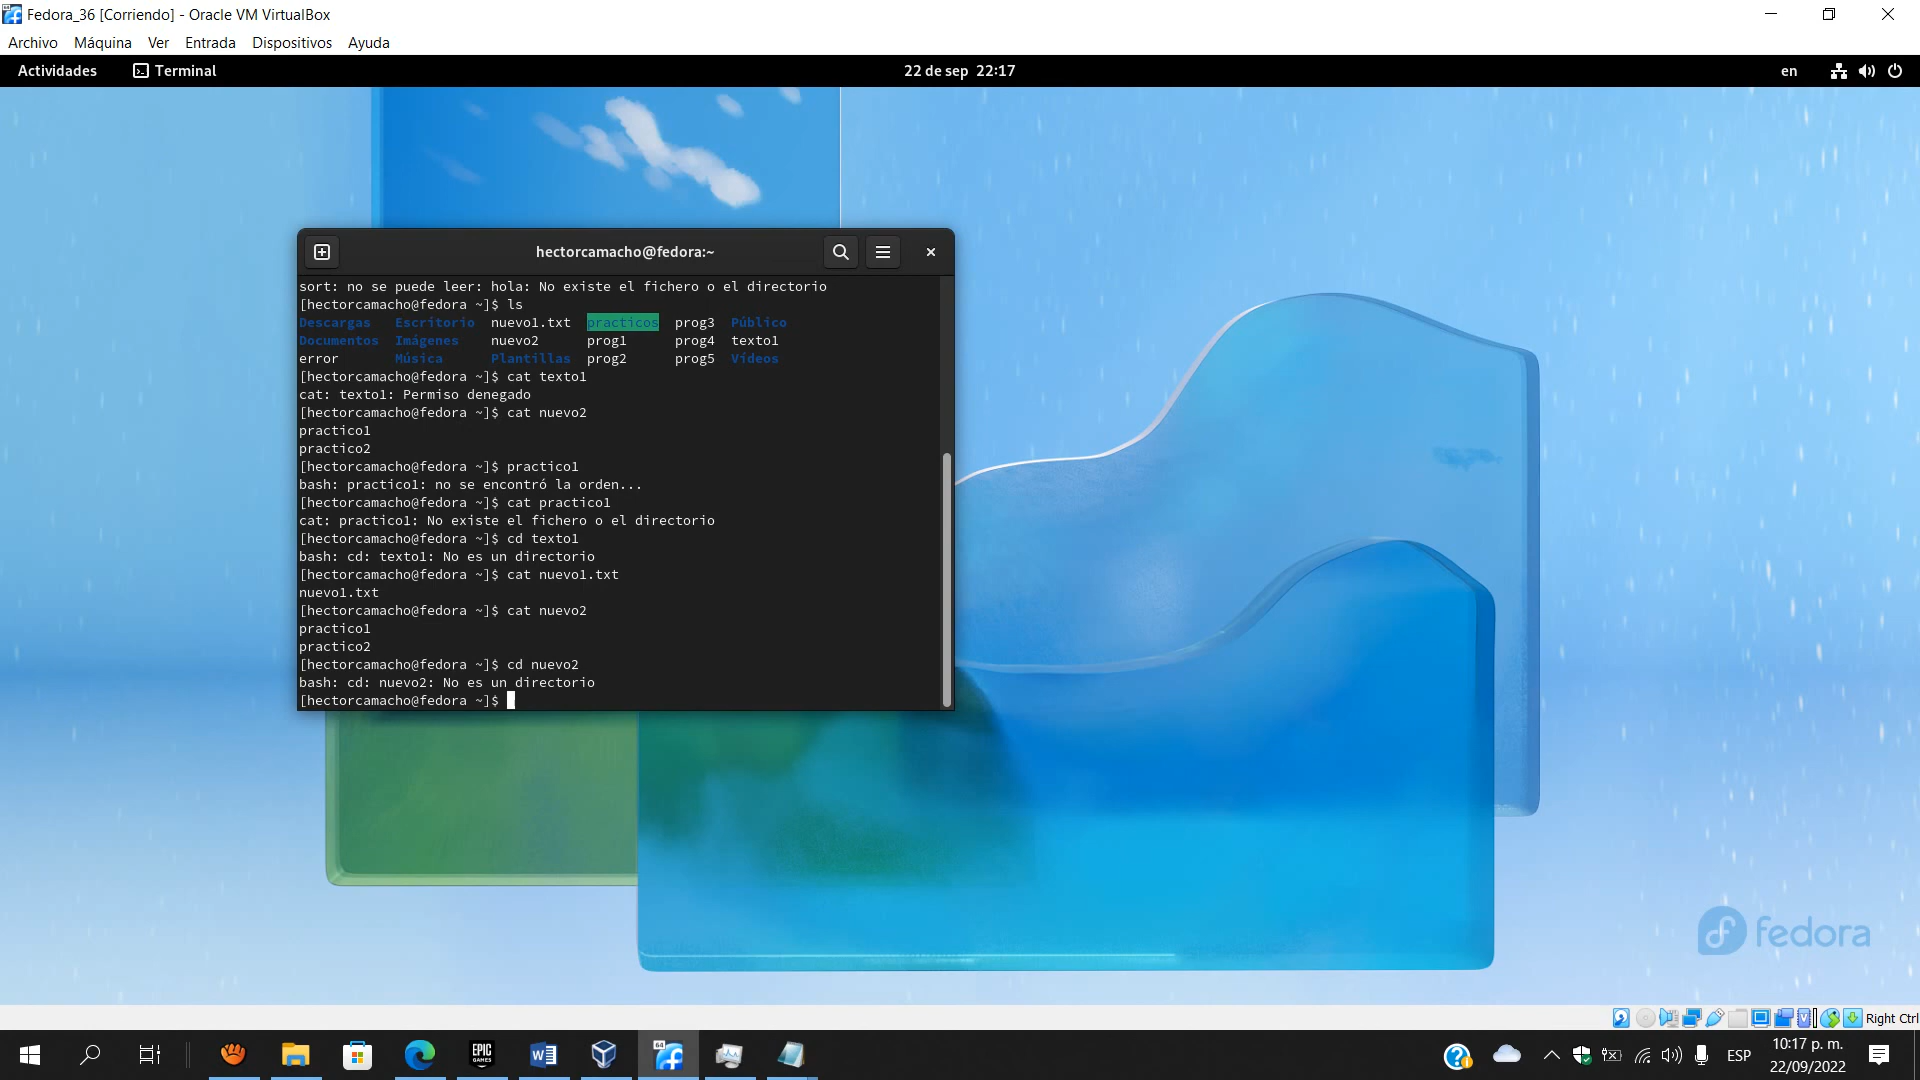 Fedora_36 [Corriendo] - Oracle VM VirtualBox
Archivo Máquina Ver Entrada Dispositivos Ayuda
Actividades Terminal 22 de sep 22:17 en
hectorcamacho@fedora:~
sort: no se puede leer: hola: No existe el fichero o el directorio
[hectorcamacho@fedora ~]$ ls
Descargas Escritorio nuevo1.txt practicos prog3 Público
Documentos Imágenes nuevo2 prog1 prog4 texto1
error Música Plantillas prog2 prog5 Vídeos
[hectorcamacho@fedora ~]$ cat texto1
cat: texto1: Permiso denegado
[hectorcamacho@fedora ~]$ cat nuevo2
practico1
practico2
[hectorcamacho@fedora ~]$ practico1
bash: practico1: no se encontró la orden...
[hectorcamacho@fedora ~]$ cat practico1
cat: practico1: No existe el fichero o el directorio
[hectorcamacho@fedora ~]$ cd texto1
bash: cd: texto1: No es un directorio
[hectorcamacho@fedora ~]$ cat nuevo1.txt
nuevo1.txt
[hectorcamacho@fedora ~]$ cat nuevo2
practico1
practico2
[hectorcamacho@fedora ~]$ cd nuevo2
bash: cd: nuevo2: No es un directorio
[hectorcamacho@fedora ~]$
fedora
Right Ctrl
EPIC
GAMES
64
ESP
10:17 p. m.
22/09/2022